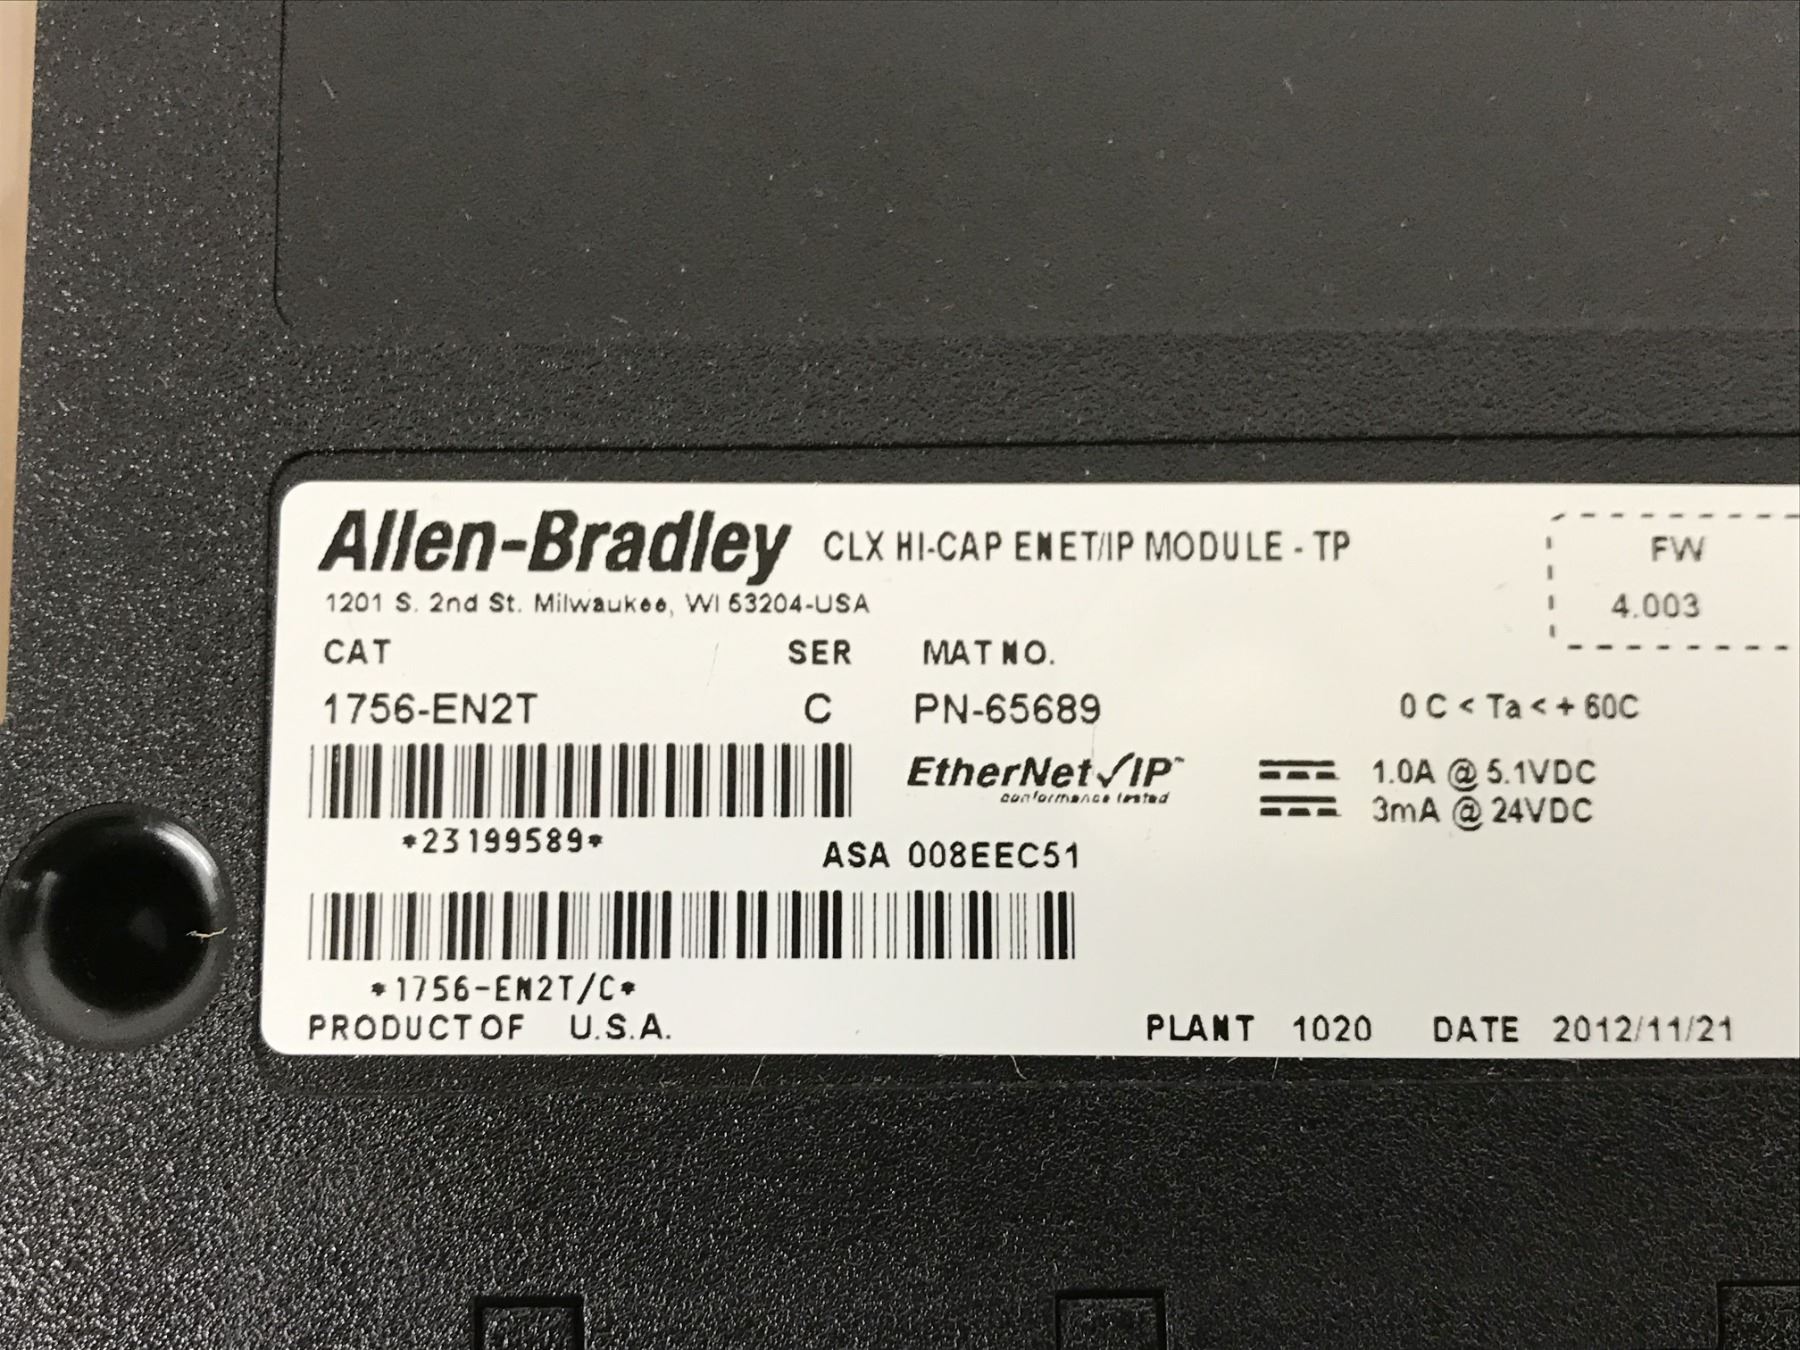 Allen-Bradley CLX HI-CAP ENET/IP MODULE - TP
1201 S. 2nd St. Milwaukee, WI 53204-USA
FW
4.003
CAT SER MAT NO.
1756-EN2T C PN-65689 0 C < Ta < + 60C
EtherNet/IP™
conformance tested
1.0A @ 5.1VDC
3mA @ 24VDC
*23199589*
ASA 008EEC51
*1756-EN2T/C*
PRODUCT OF U.S.A. PLANT 1020 DATE 2012/11/21